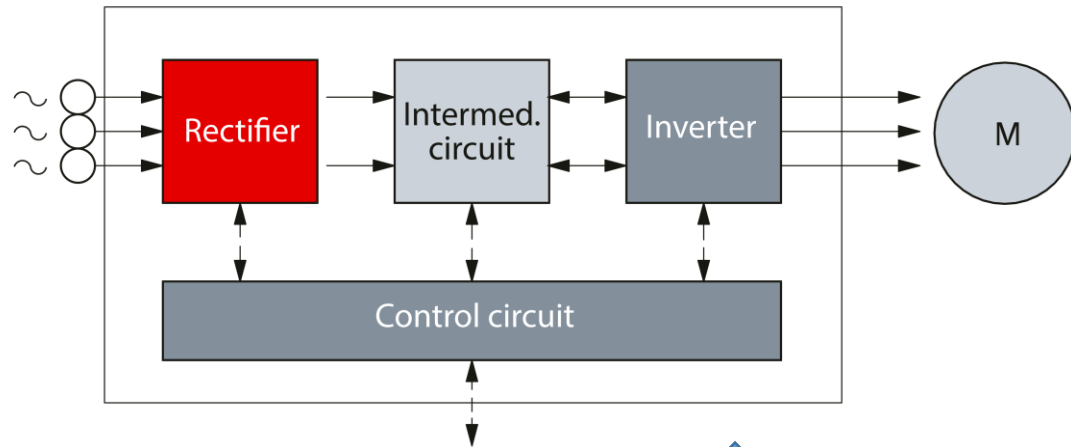 Rectifier
Intermed.
circuit
Inverter
M
Control circuit